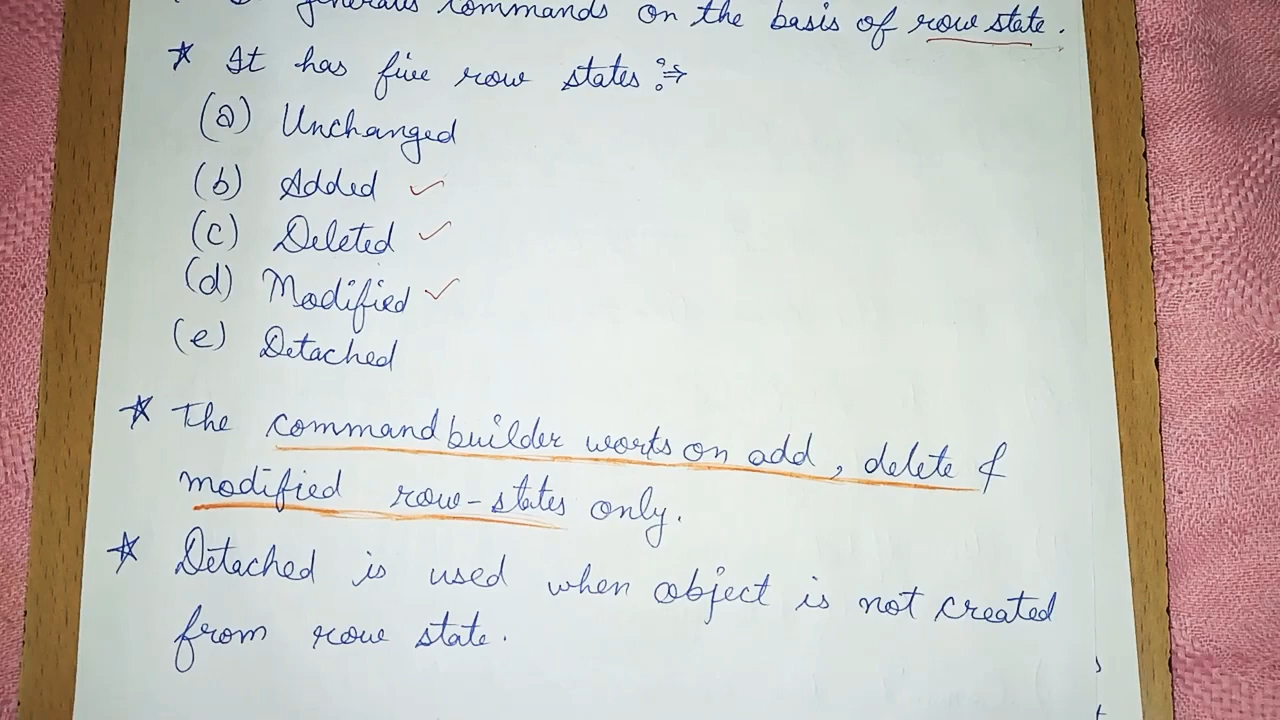 generates commands on the basis of row state.
☆ It has five row states :⇒
(a) Unchanged
(b) Added ✓
(c) Deleted ✓
(d) Modified ✓
(e) Detached
☆ The commandbuilder works on add, delete &
modified row-states only.
☆ Detached is used when object is not created
from row state.